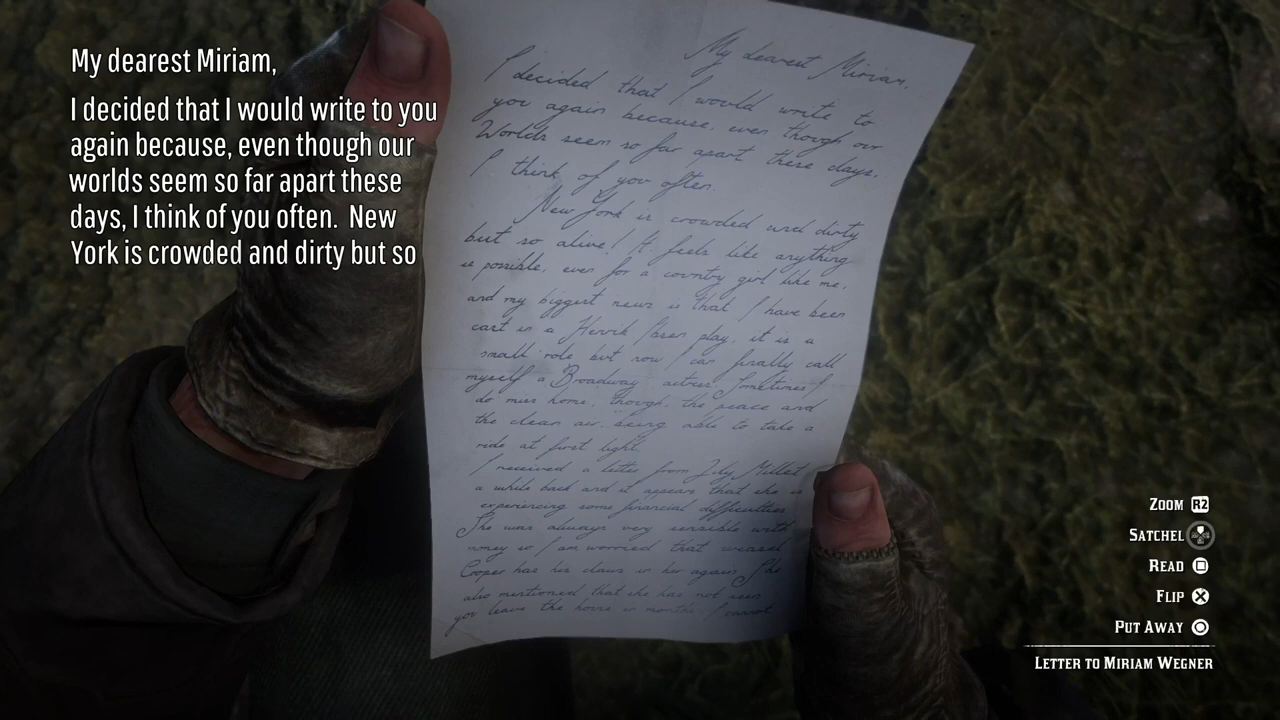 My dearest Miriam,
I decided that I would write to you
again because, even though our
worlds seem so far apart these
days, I think of you often.  New
York is crowded and dirty but so
My dearest Miriam,
I decided that I would write to
you again because, even though our
Worlds seem so far apart these days,
I think of you often.
New York is crowded and dirty
but so alive! It feels like anything
is possible, even for a country girl like me,
and my biggest news is that I have been
cast in a Henrik Ibsen play, it is a
small role but now I can finally call
myself a Broadway actress. Sometimes I
do miss home, though, the peace and
the clean air... being able to take a
ride at first light.
I received a letter from Lily Millet
a while back and it appears that she is
experiencing some financial difficulties
She was always very sensible with
money so I am worried that weasel
Cooper has his claws in her again. She
also mentioned that she has not seen
you leave the house in months. I cannot
ZOOM R2
SATCHEL
READ
FLIP
PUT AWAY
LETTER TO MIRIAM WEGNER